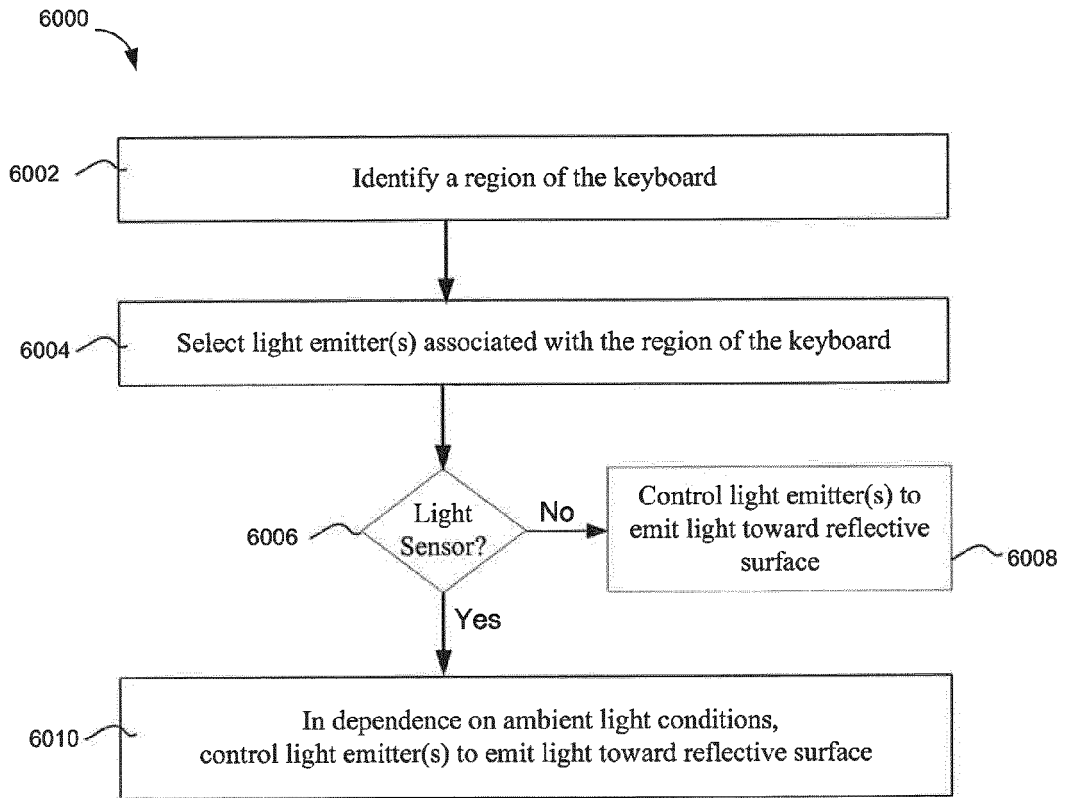 6000
6002
Identify a region of the keyboard
6004
Select light emitter(s) associated with the region of the keyboard
6006
Light
Sensor?
No
Control light emitter(s) to
emit light toward reflective
surface
6008
Yes
6010
In dependence on ambient light conditions,
control light emitter(s) to emit light toward reflective surface